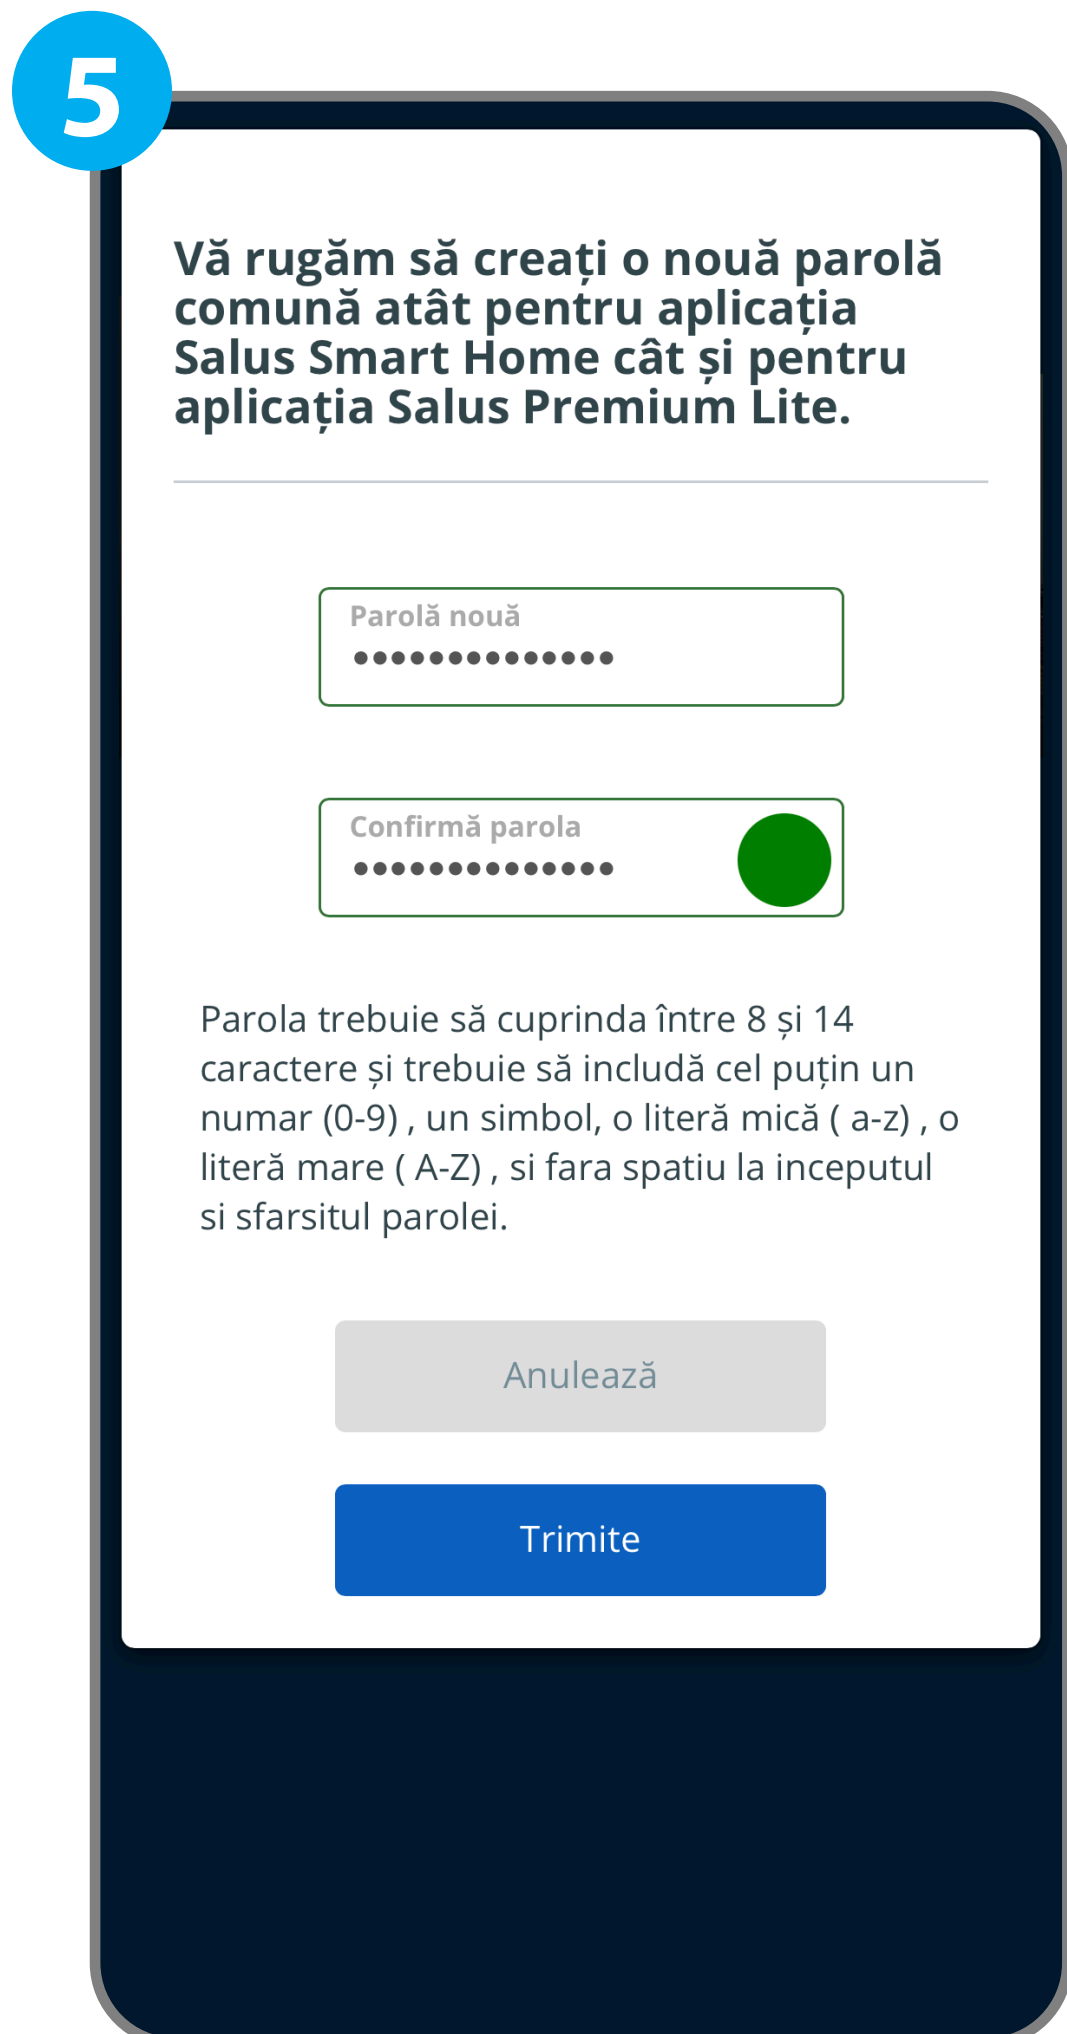 5
Vă rugăm să creați o nouă parolă
comună atât pentru aplicația
Salus Smart Home cât și pentru
aplicația Salus Premium Lite.
Parolă nouă
••••••••••••••
Confirmă parola
••••••••••••••
Parola trebuie să cuprinda între 8 și 14
caractere și trebuie să includă cel puțin un
numar (0-9) , un simbol, o literă mică ( a-z) , o
literă mare ( A-Z) , si fara spatiu la inceputul
si sfarsitul parolei.
Anulează
Trimite